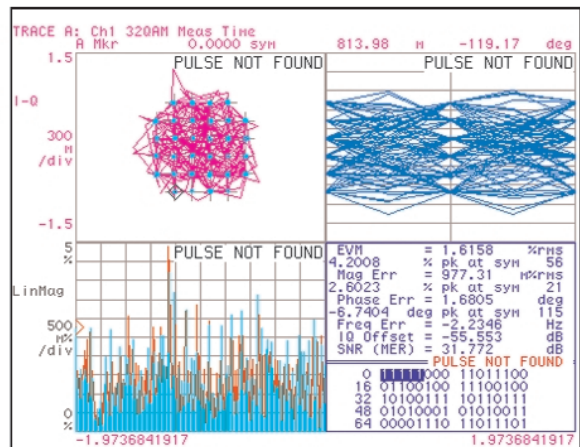 TRACE A: Ch1 32QAM Meas Time
A Mkr 0.0000 sym 813.98 m -119.17 deg
1.5
PULSE NOT FOUND
PULSE NOT FOUND
I-Q
300
m
/div
-1.5
5
%
PULSE NOT FOUND
LinMag
500
m%
/div
0
%
-1.9736841917
1.9736841917
EVM = 1.6158 %rms
4.2008 % pk at sym 56
Mag Err = 977.31 m%rms
2.6023 % pk at sym 21
Phase Err = 1.6805 deg
-6.7404 deg pk at sym 115
Freq Err = -2.2346 Hz
IQ Offset = -55.553 dB
SNR (MER) = 31.772 dB
PULSE NOT FOUND
0 11111000 11011100
16 00100100 11100100
32 10100111 10110101
48 01010001 01010011
64 00001110 11011101